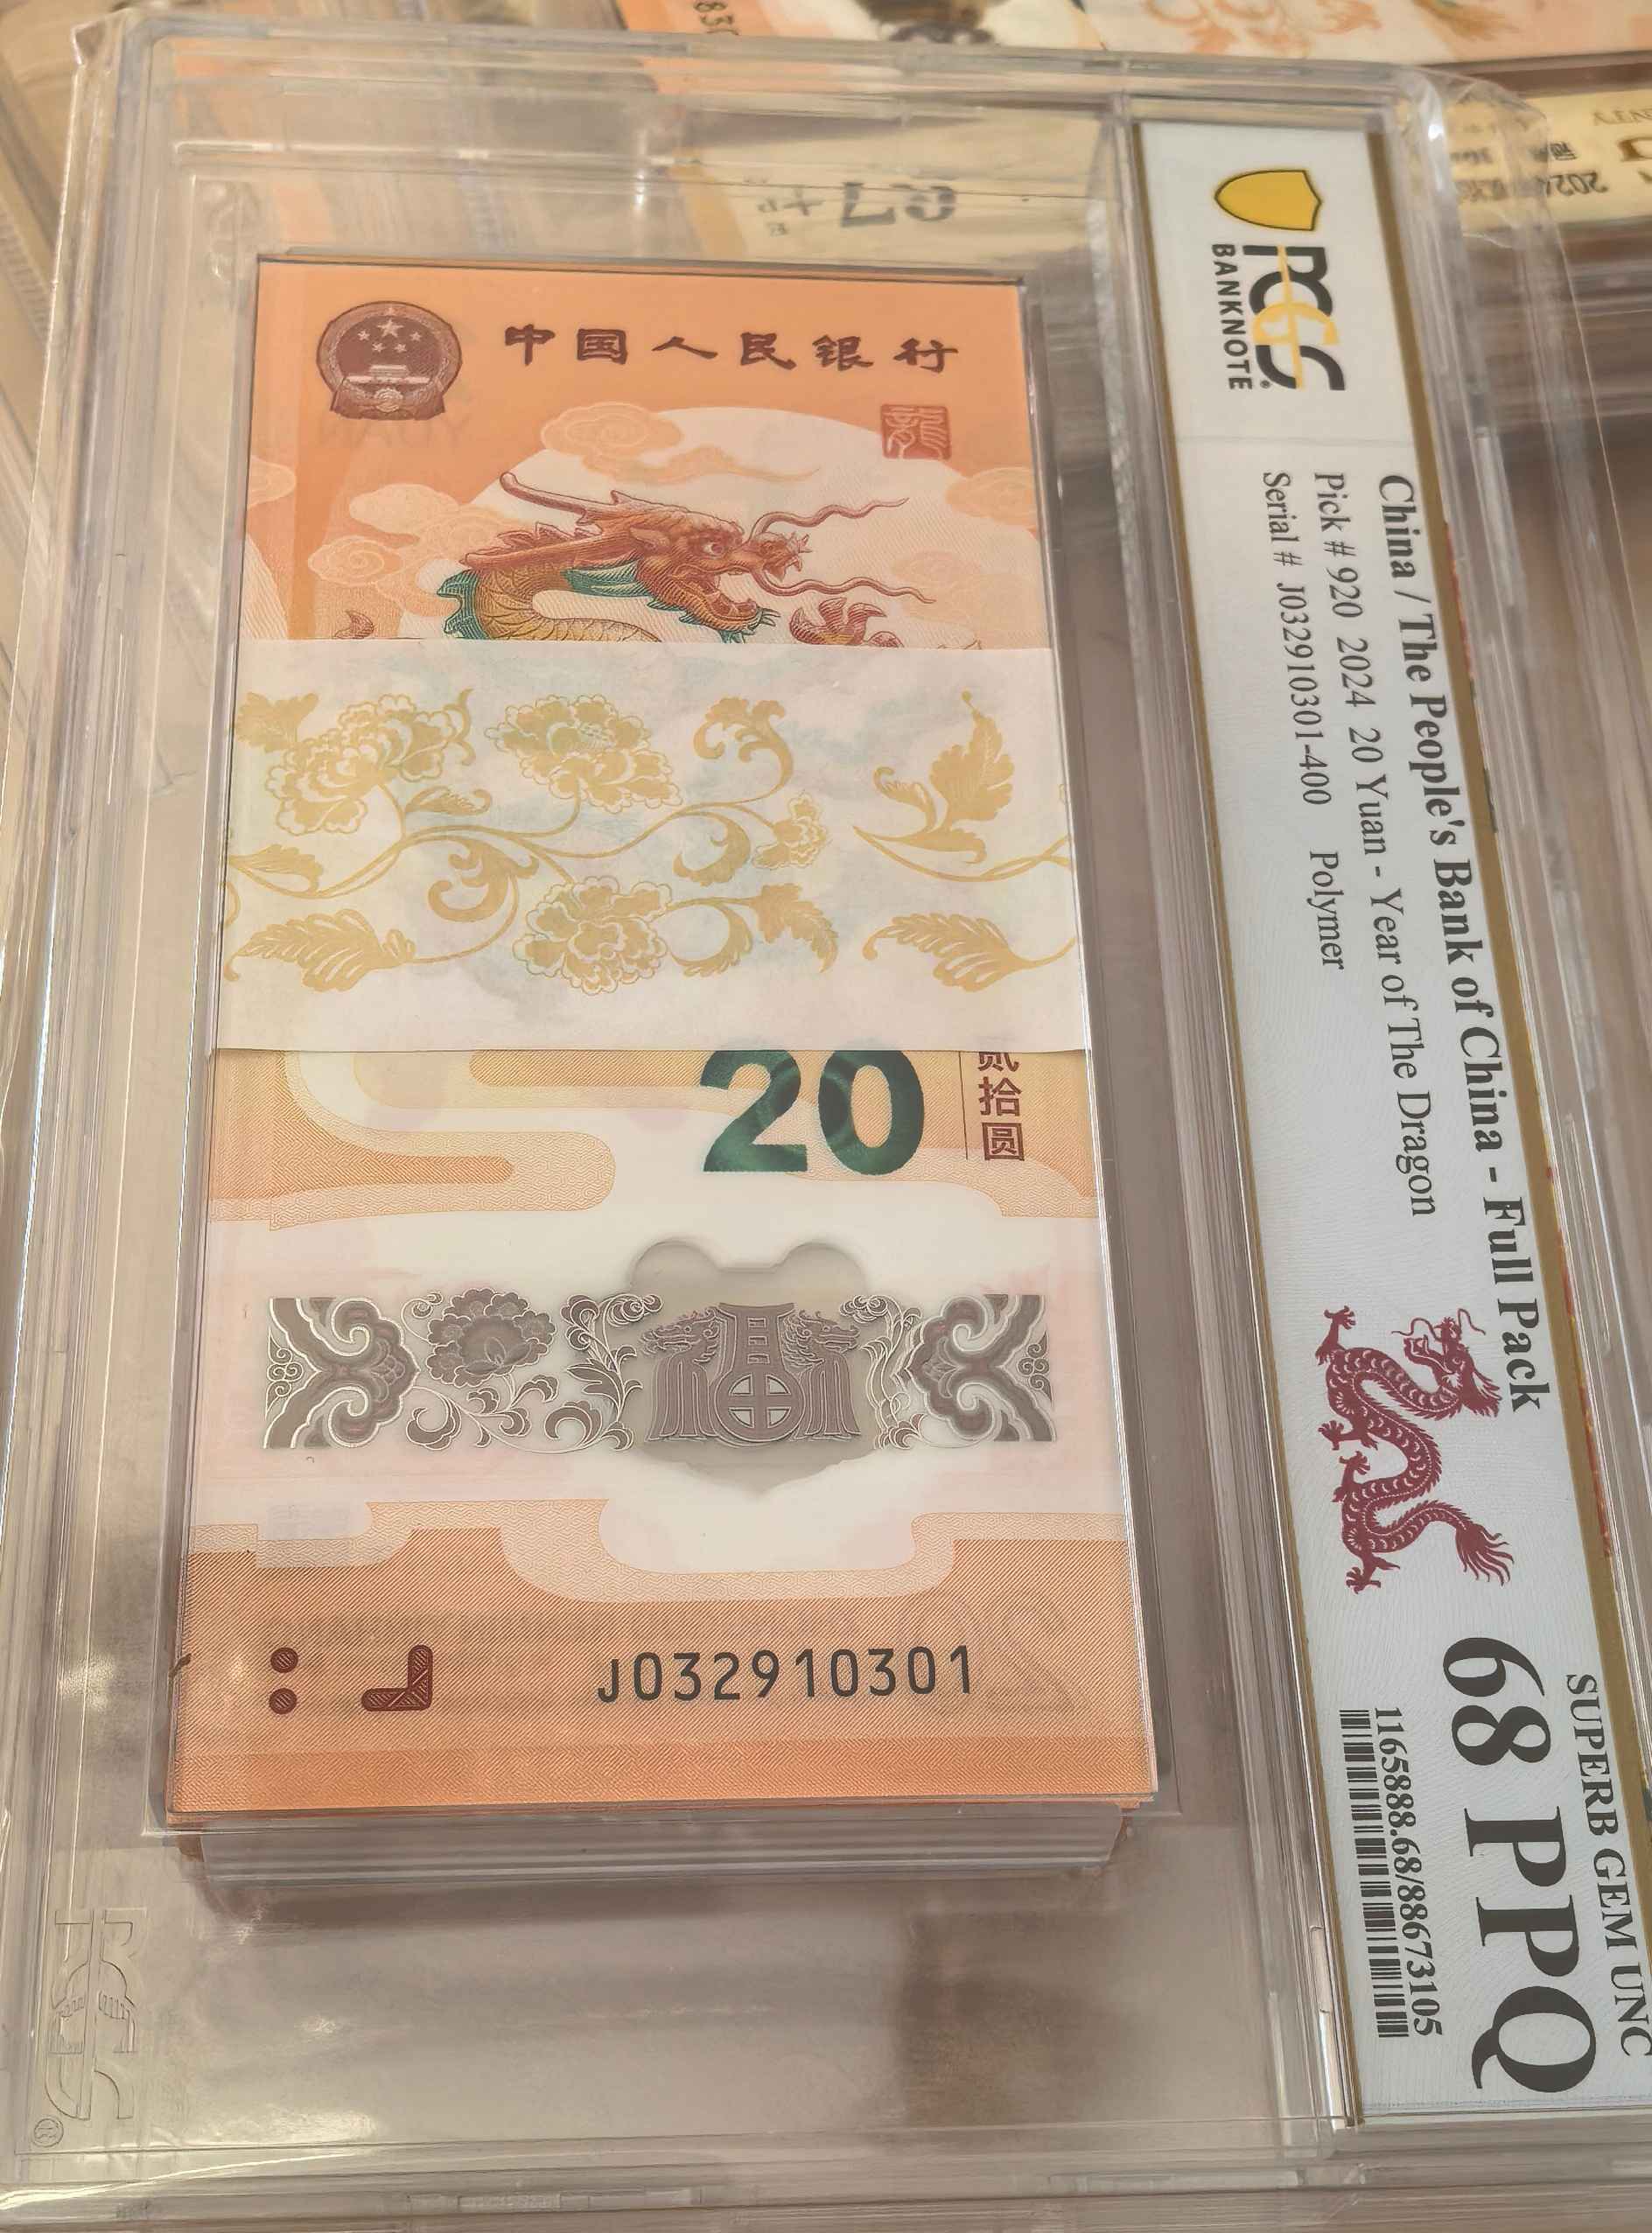 中国人民银行
龍
20
贰拾圆
J032910301
PCGS
BANKNOTE
China / The People's Bank of China - Full Pack
Pick # 920 2024 20 Yuan - Year of The Dragon
Serial # J032910301-400 Polymer
SUPERB GEM UNC
68 PPQ
1165888.68/88673105
PCGS